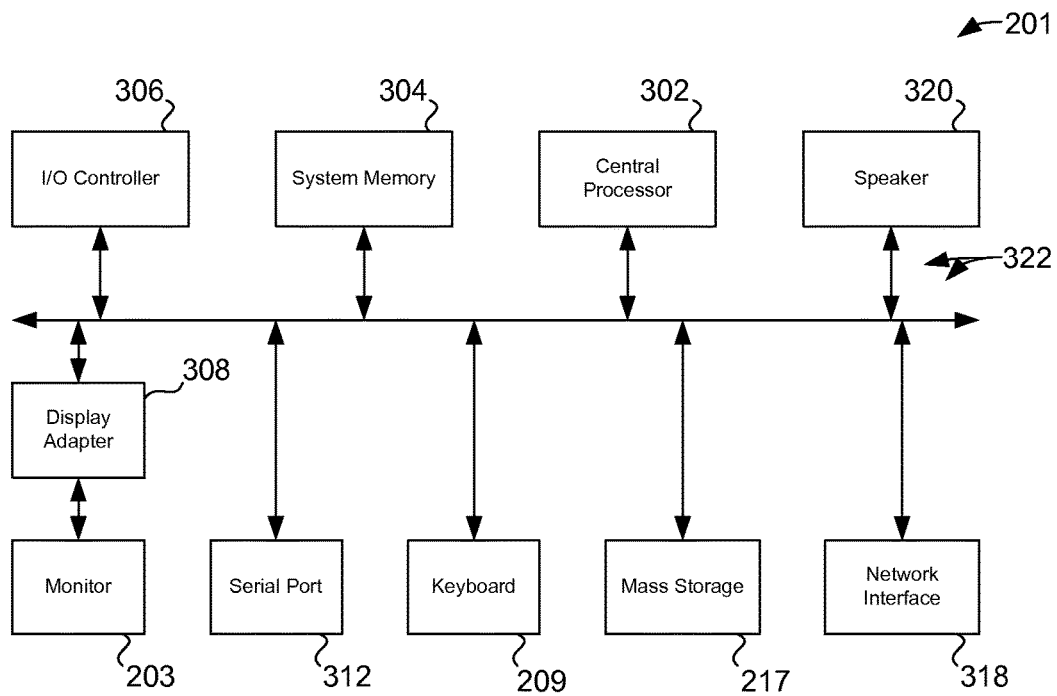 201
306
304
302
320
I/O Controller
System Memory
Central
Processor
Speaker
322
308
Display
Adapter
Monitor
Serial Port
Keyboard
Mass Storage
Network
Interface
203
312
209
217
318